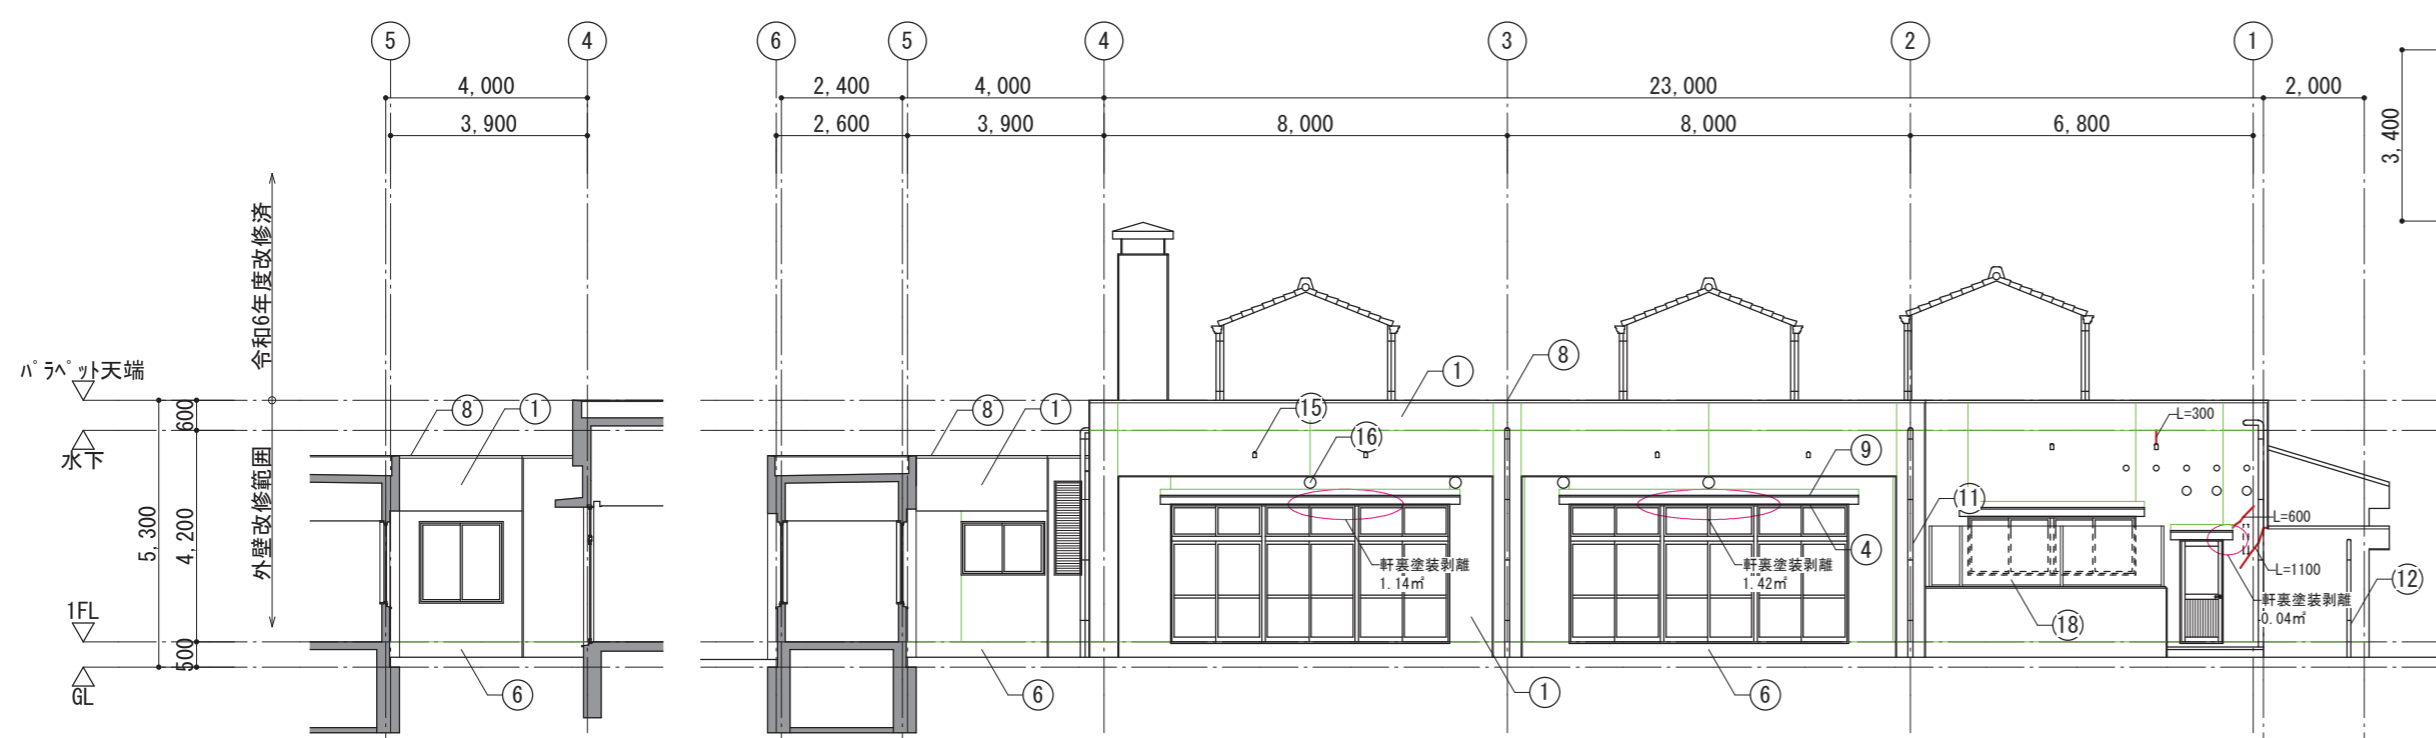 5 4 6 5 4 3 2 1
4,000 2,400 4,000 23,000 2,000
3,900 2,600 3,900 8,000 8,000 6,800
3,400
令和6年度改修済
外壁改修範囲
パラペット天端
水下
1FL
GL
600
4,200
500
5,300
8 1 8 1 1 8
15
16
9
4
11
L=300
L=600
L=1100
軒裏塗装剥離
1.14㎡
軒裏塗装剥離
1.42㎡
軒裏塗装剥離
0.04㎡
12
18
6 6 1 6